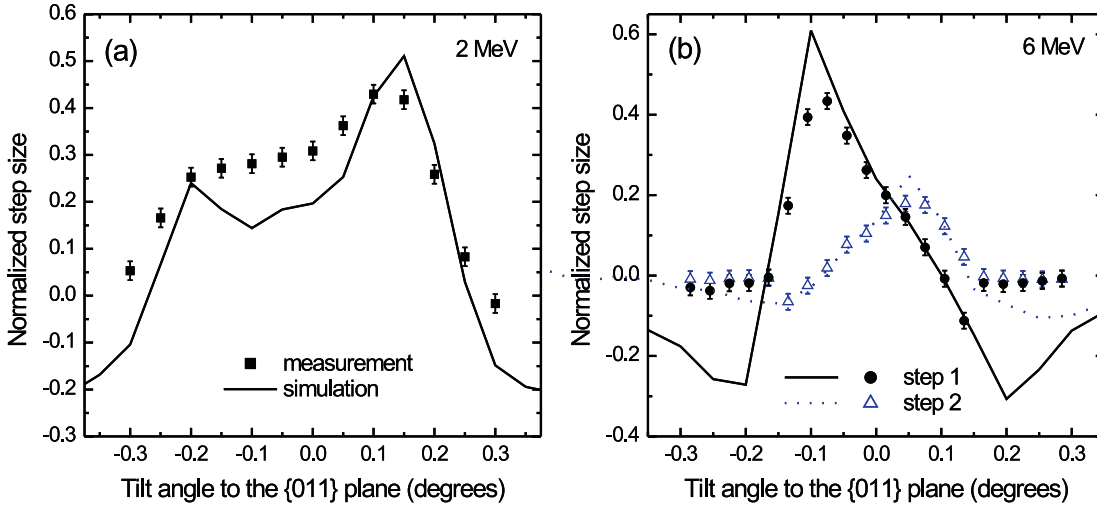 (a)
2 MeV
Normalized step size
0.6
0.5
0.4
0.3
0.2
0.1
0.0
-0.1
-0.2
-0.3
measurement
simulation
-0.3 -0.2 -0.1 0.0 0.1 0.2 0.3
Tilt angle to the {011} plane (degrees)
(b)
6 MeV
Normalized step size
0.6
0.4
0.2
0.0
-0.2
-0.4
step 1
step 2
-0.3 -0.2 -0.1 0.0 0.1 0.2 0.3
Tilt angle to the {011} plane (degrees)